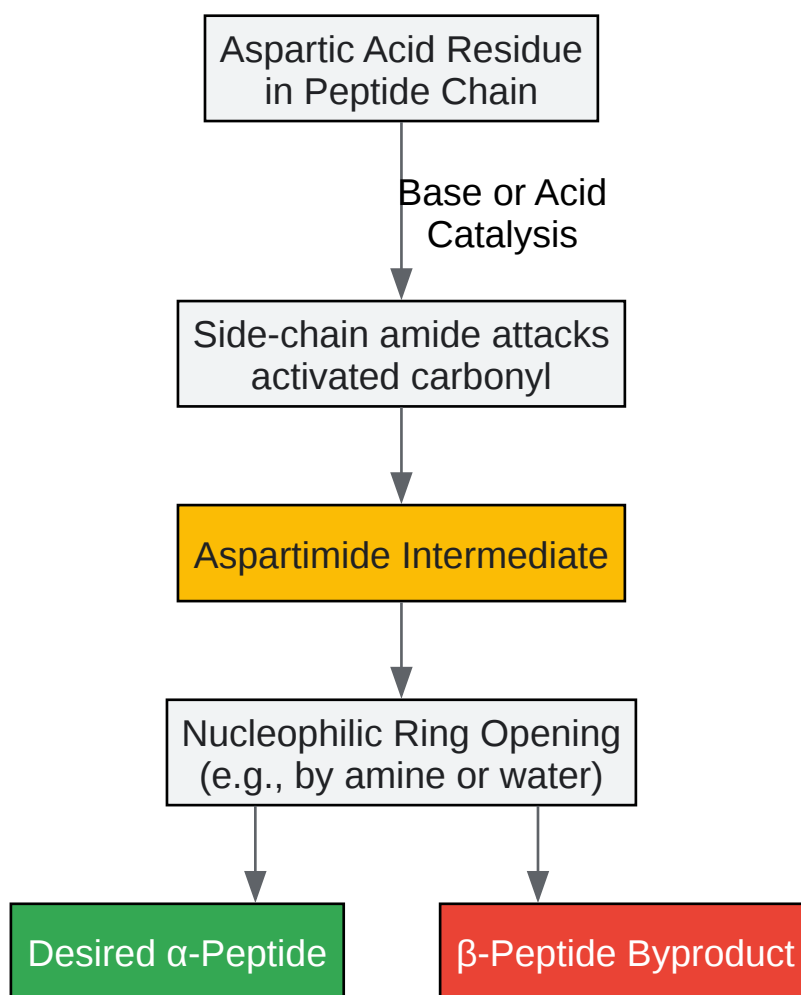 Aspartic Acid Residue
in Peptide Chain
Base or Acid
Catalysis
Side-chain amide attacks
activated carbonyl
Aspartimide Intermediate
Nucleophilic Ring Opening
(e.g., by amine or water)
Desired α-Peptide
β-Peptide Byproduct